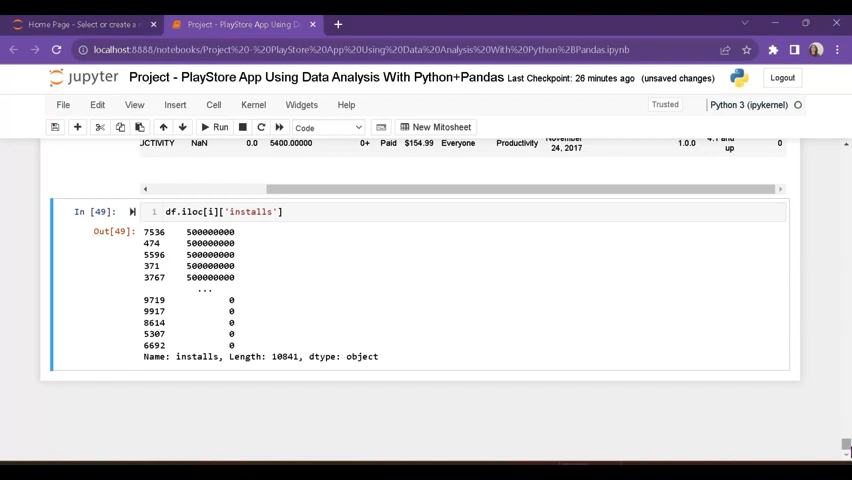 Home Page - Select or create a n
Project - PlayStore App Using Da
localhost:8888/notebooks/Project%20-%20PlayStore%20App%20Using%20Data%20Analysis%20With%20Python%2BPandas.ipynb
jupyter Project - PlayStore App Using Data Analysis With Python+Pandas Last Checkpoint: 26 minutes ago (unsaved changes) Logout
File Edit View Insert Cell Kernel Widgets Help Trusted Python 3 (ipykernel)
Run Code New Mitosheet
November
JCTIVITY NaN 0.0 5400.00000 0+ Paid $154.99 Everyone Productivity 24, 2017 1.0.0 4.1 and
up 0
In [49]: 1 df.iloc[i]['installs']
Out[49]: 7536 500000000
474 500000000
5596 500000000
371 500000000
3767 500000000
...
9719 0
9917 0
8614 0
5307 0
6692 0
Name: installs, Length: 10841, dtype: object